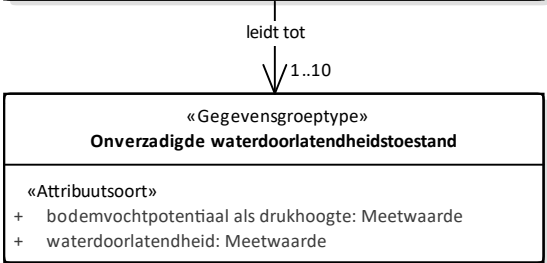 leidt tot
1..10
«Gegevensgroeptype»
Onverzadigde waterdoorlatendheidstoestand
«Attribuutsoort»
+ bodemvochtpotentiaal als drukhoogte: Meetwaarde
+ waterdoorlatendheid: Meetwaarde